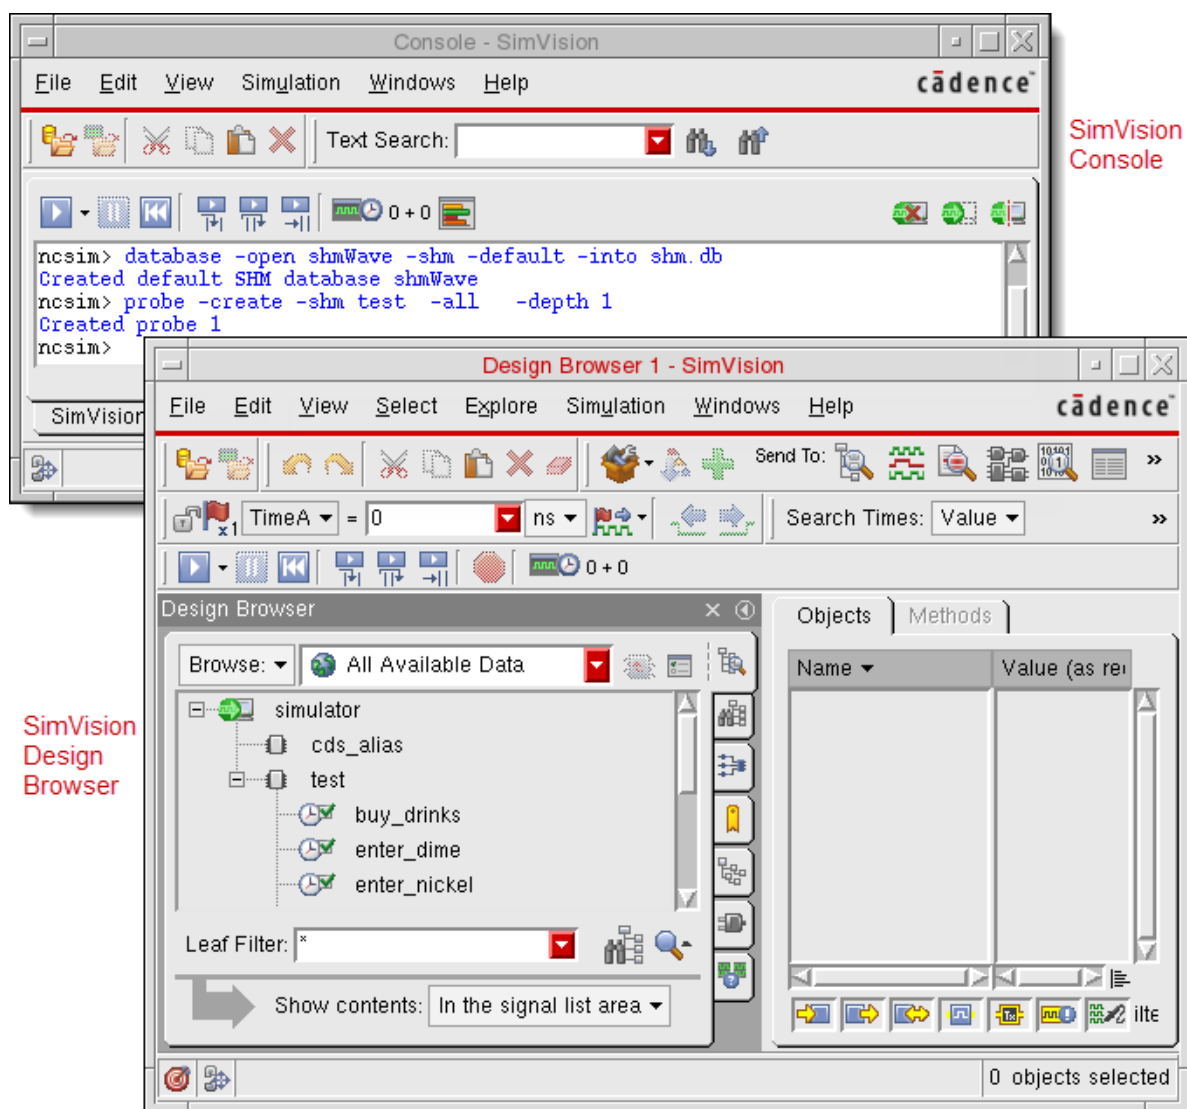 Console - SimVision
File Edit View Simulation Windows Help
cādence™
Text Search:
SimVision
Console
0 + 0
ncsim> database -open shmWave -shm -default -into shm.db
Created default SHM database shmWave
ncsim> probe -create -shm test  -all   -depth 1
Created probe 1
ncsim>
SimVision
Design Browser 1 - SimVision
File Edit View Select Explore Simulation Windows Help
cādence™
Send To:
»
x1 TimeA = 0 ns
Search Times: Value
»
0 + 0
Design Browser
Objects Methods
Browse: All Available Data
Name Value (as re
simulator
cds_alias
test
buy_drinks
enter_dime
enter_nickel
SimVision
Design
Browser
Leaf Filter: *
Show contents: In the signal list area
ilte
0 objects selected